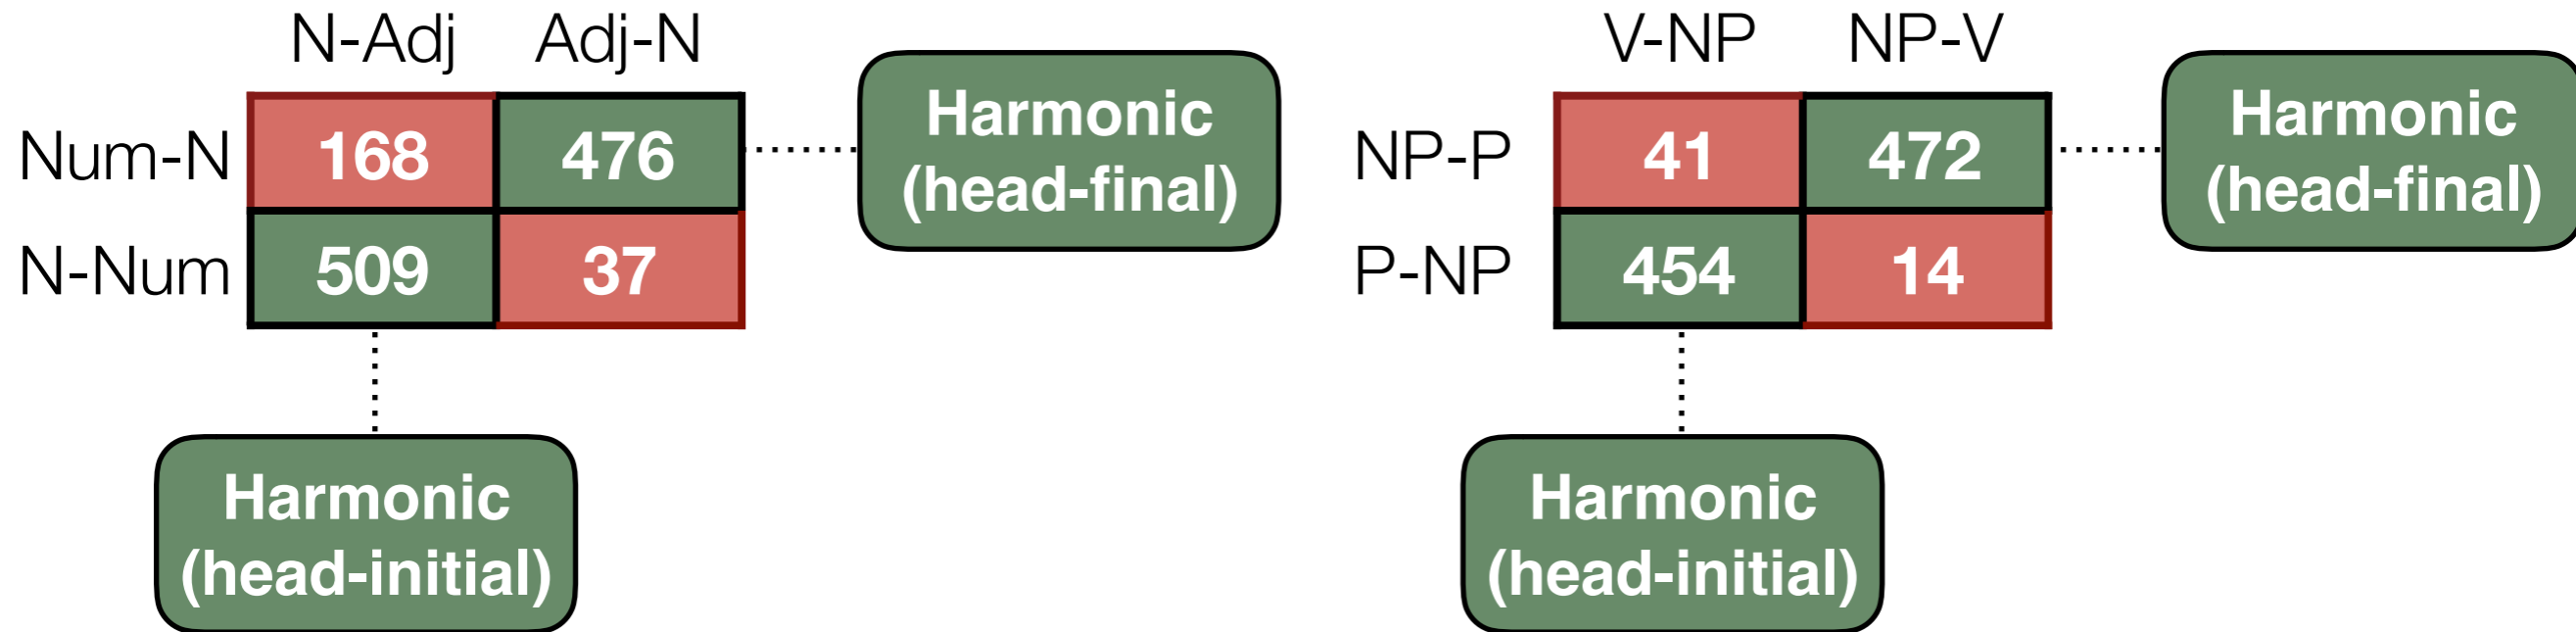 N-Adj Adj-N
Num-N 168 476
N-Num 509 37
Harmonic
(head-final)
Harmonic
(head-initial)
V-NP NP-V
NP-P 41 472
P-NP 454 14
Harmonic
(head-final)
Harmonic
(head-initial)